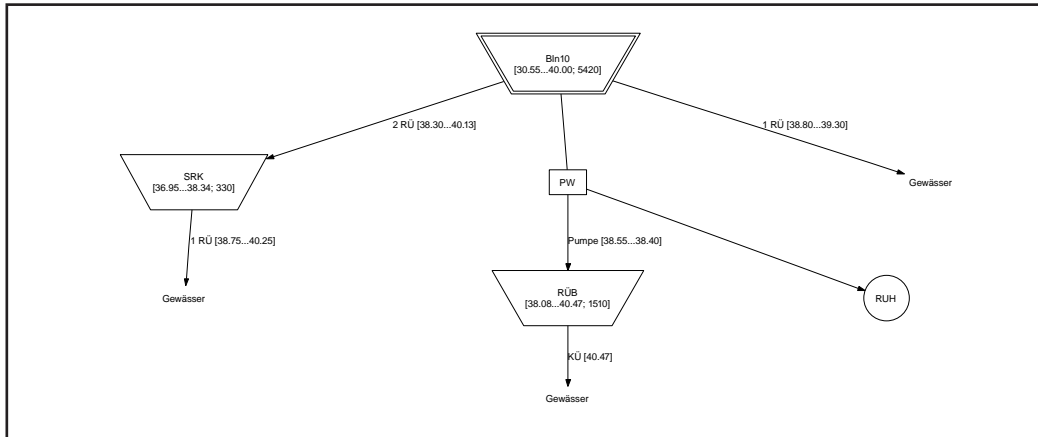 Bln10
[30.55...40.00; 5420]
2 RÜ [38.30...40.13]
1 RÜ [38.80...39.30]
SRK
[36.95...38.34; 330]
PW
Gewässer
1 RÜ [38.75...40.25]
Pumpe [38.55...38.40]
Gewässer
RÜB
[38.08...40.47; 1510]
RUH
KÜ [40.47]
Gewässer